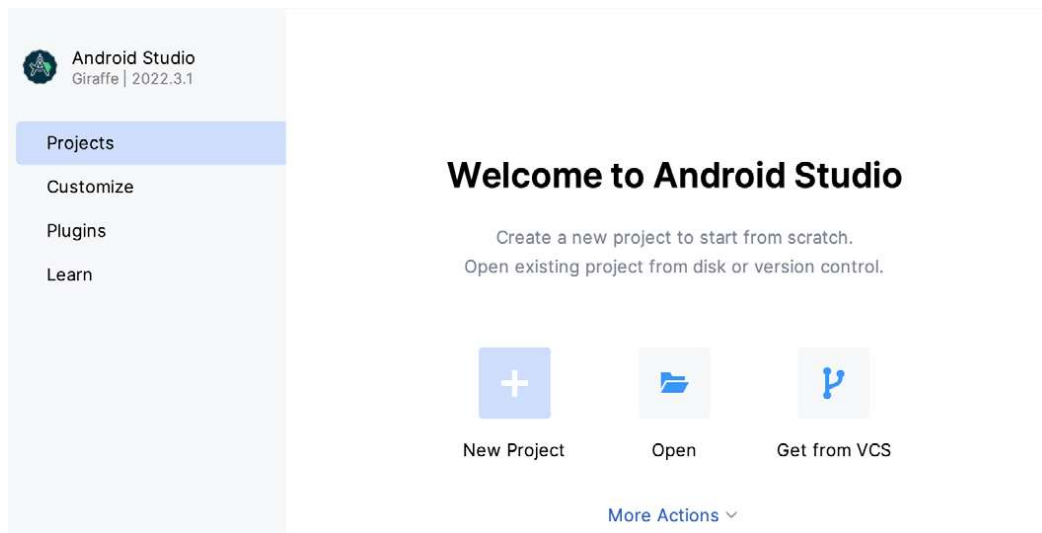 Android Studio
Giraffe | 2022.3.1
Projects
Customize
Plugins
Learn
Welcome to Android Studio
Create a new project to start from scratch.
Open existing project from disk or version control.
New Project
Open
Get from VCS
More Actions